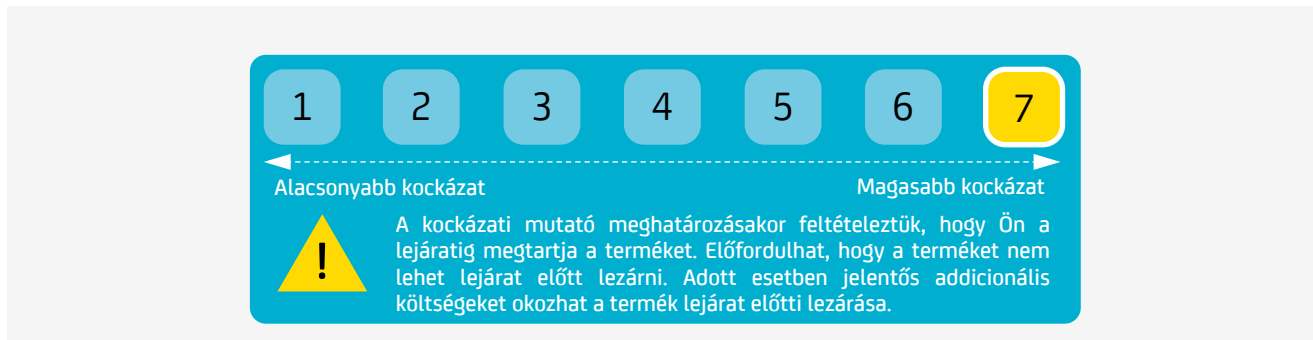 1 2 3 4 5 6 7
Alacsonyabb kockázat Magasabb kockázat
! A kockázati mutató meghatározásakor feltételeztük, hogy Ön a
lejáratig megtartja a terméket. Előfordulhat, hogy a terméket nem
lehet lejárat előtt lezárni. Adott esetben jelentős addicionális
költségeket okozhat a termék lejárat előtti lezárása.